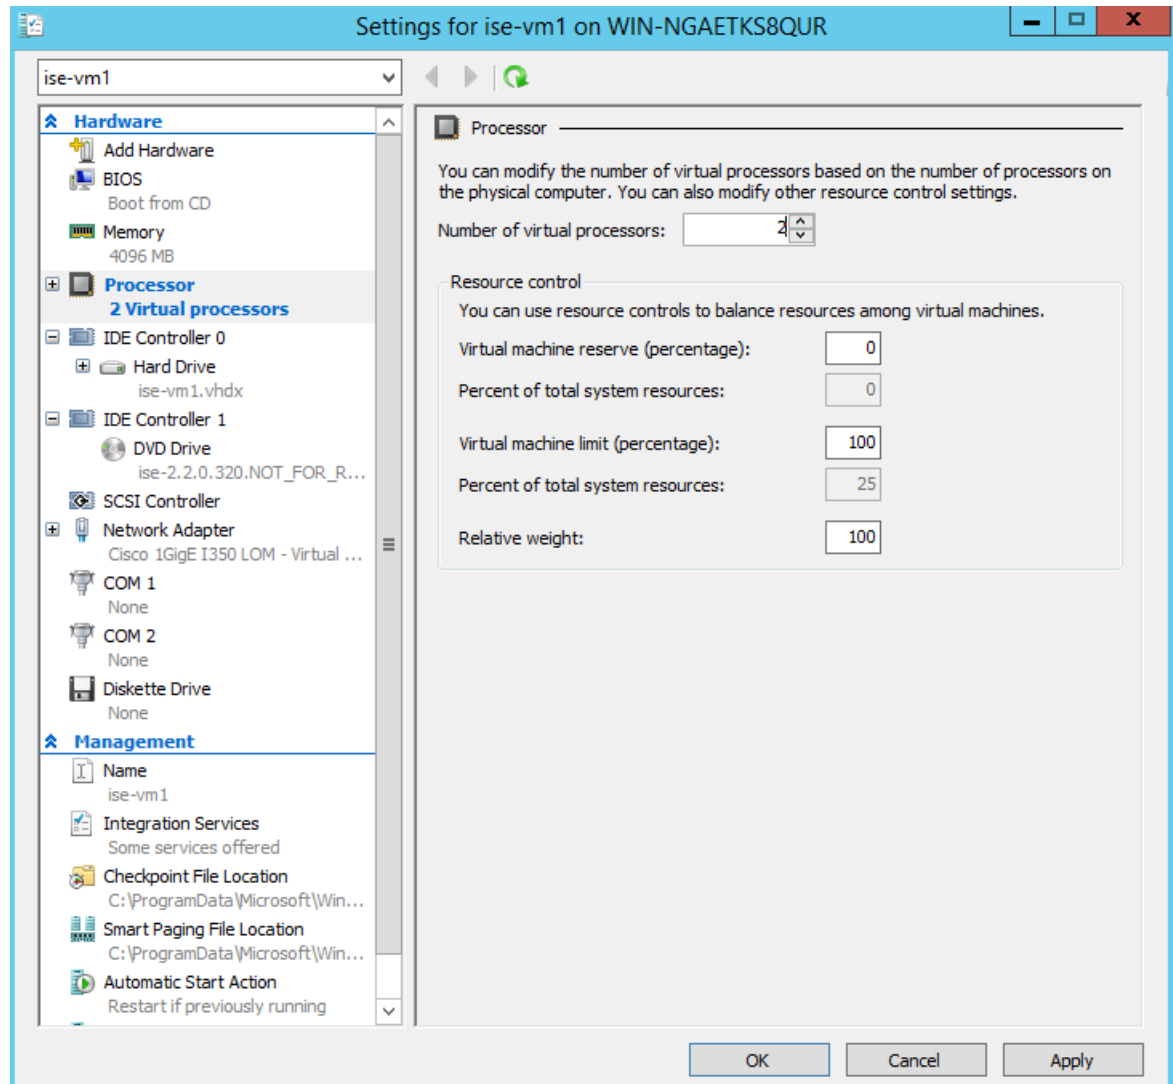 Settings for ise-vm1 on WIN-NGAETKS8QUR
x
ise-vm1
Hardware
Add Hardware
BIOS
Boot from CD
Memory
4096 MB
Processor
2 Virtual processors
IDE Controller 0
Hard Drive
ise-vm1.vhdx
IDE Controller 1
DVD Drive
ise-2.2.0.320.NOT_FOR_R...
SCSI Controller
Network Adapter
Cisco 1GigE I350 LOM - Virtual ...
COM 1
None
COM 2
None
Diskette Drive
None
Management
Name
ise-vm1
Integration Services
Some services offered
Checkpoint File Location
C:\ProgramData\Microsoft\Win...
Smart Paging File Location
C:\ProgramData\Microsoft\Win...
Automatic Start Action
Restart if previously running
Processor
You can modify the number of virtual processors based on the number of processors on
the physical computer. You can also modify other resource control settings.
Number of virtual processors: 2
Resource control
You can use resource controls to balance resources among virtual machines.
Virtual machine reserve (percentage): 0
Percent of total system resources: 0
Virtual machine limit (percentage): 100
Percent of total system resources: 25
Relative weight: 100
OK Cancel Apply